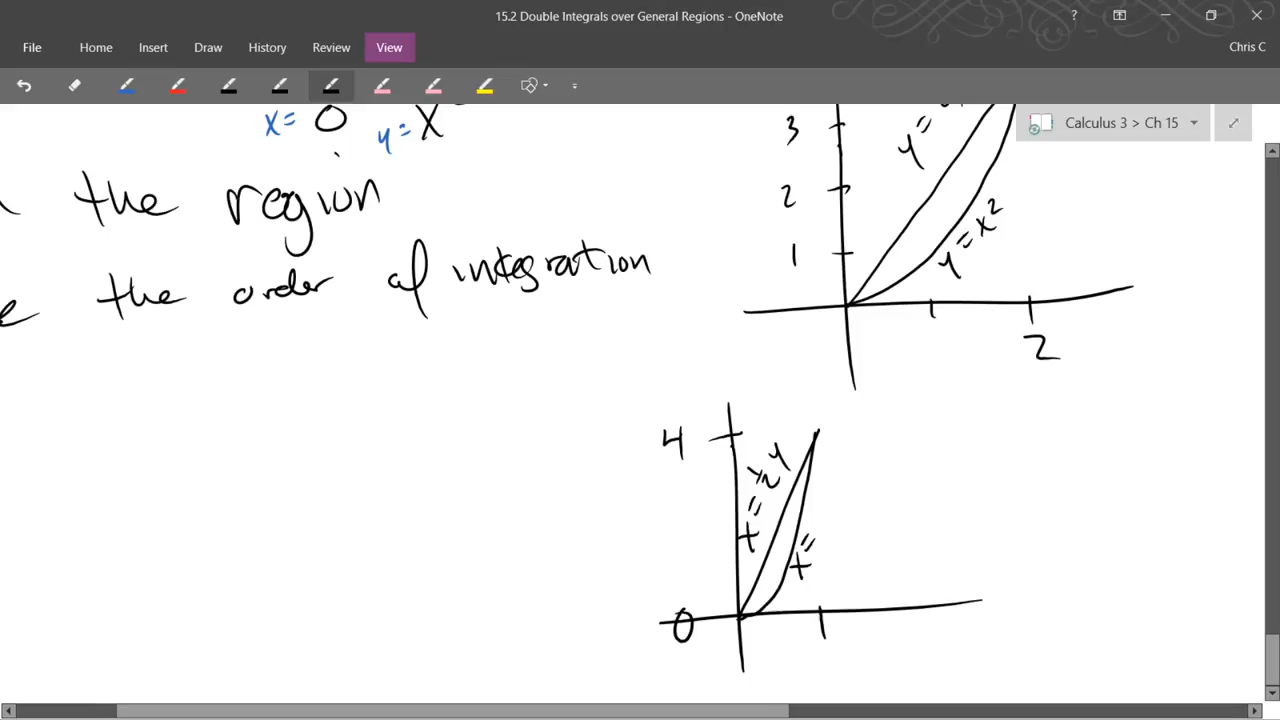 15.2 Double Integrals over General Regions - OneNote
?
File Home Insert Draw History Review View
Chris C
Calculus 3 > Ch 15
x= 0 y= x
the region
the order of integration
3
2
1
y=
y=x²
2
4
x=½y
x=
0
1